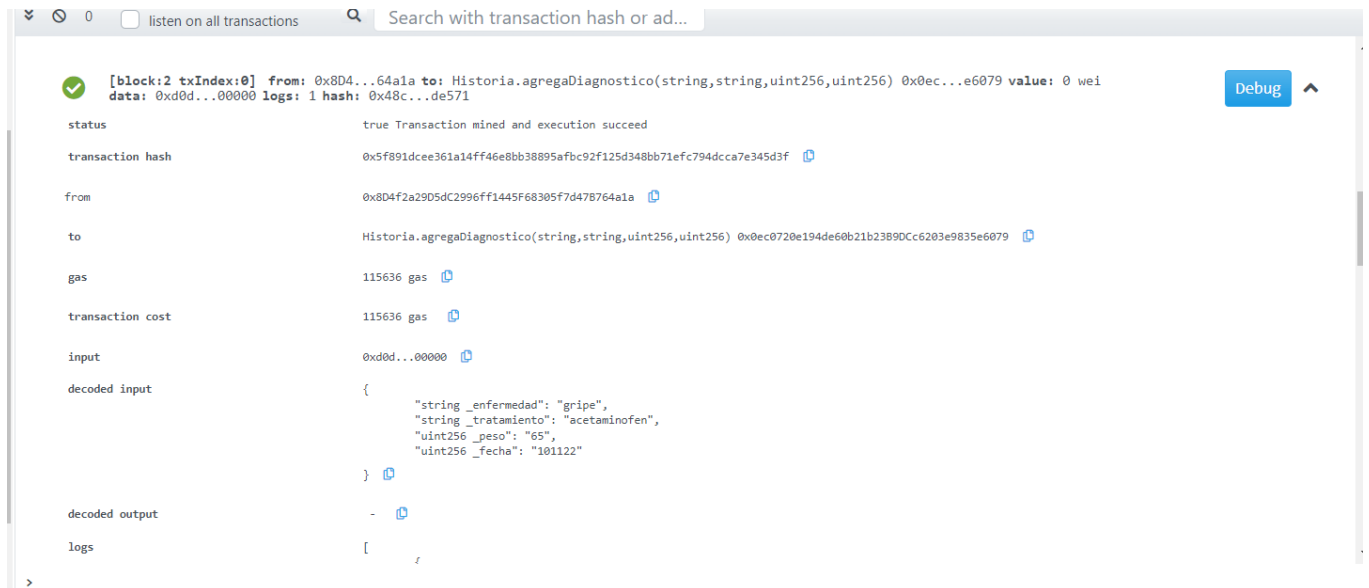 0 listen on all transactions Search with transaction hash or ad...
[block:2 txIndex:0] from: 0x8D4...64a1a to: Historia.agregaDiagnostico(string,string,uint256,uint256) 0x0ec...e6079 value: 0 wei
data: 0xd0d...00000 logs: 1 hash: 0x48c...de571
Debug
status true Transaction mined and execution succeed
transaction hash 0x5f891dcee361a14ff46e8bb38895afbc92f125d348bb71efc794dcca7e345d3f
from 0x8D4f2a29D5dC2996ff1445F68305f7d47B764a1a
to Historia.agregaDiagnostico(string,string,uint256,uint256) 0x0ec0720e194de60b21b23B9DCc6203e9835e6079
gas 115636 gas
transaction cost 115636 gas
input 0xd0d...00000
decoded input {
"string _enfermedad": "gripe",
"string _tratamiento": "acetaminofen",
"uint256 _peso": "65",
"uint256 _fecha": "101122"
}
decoded output -
logs [
{
>